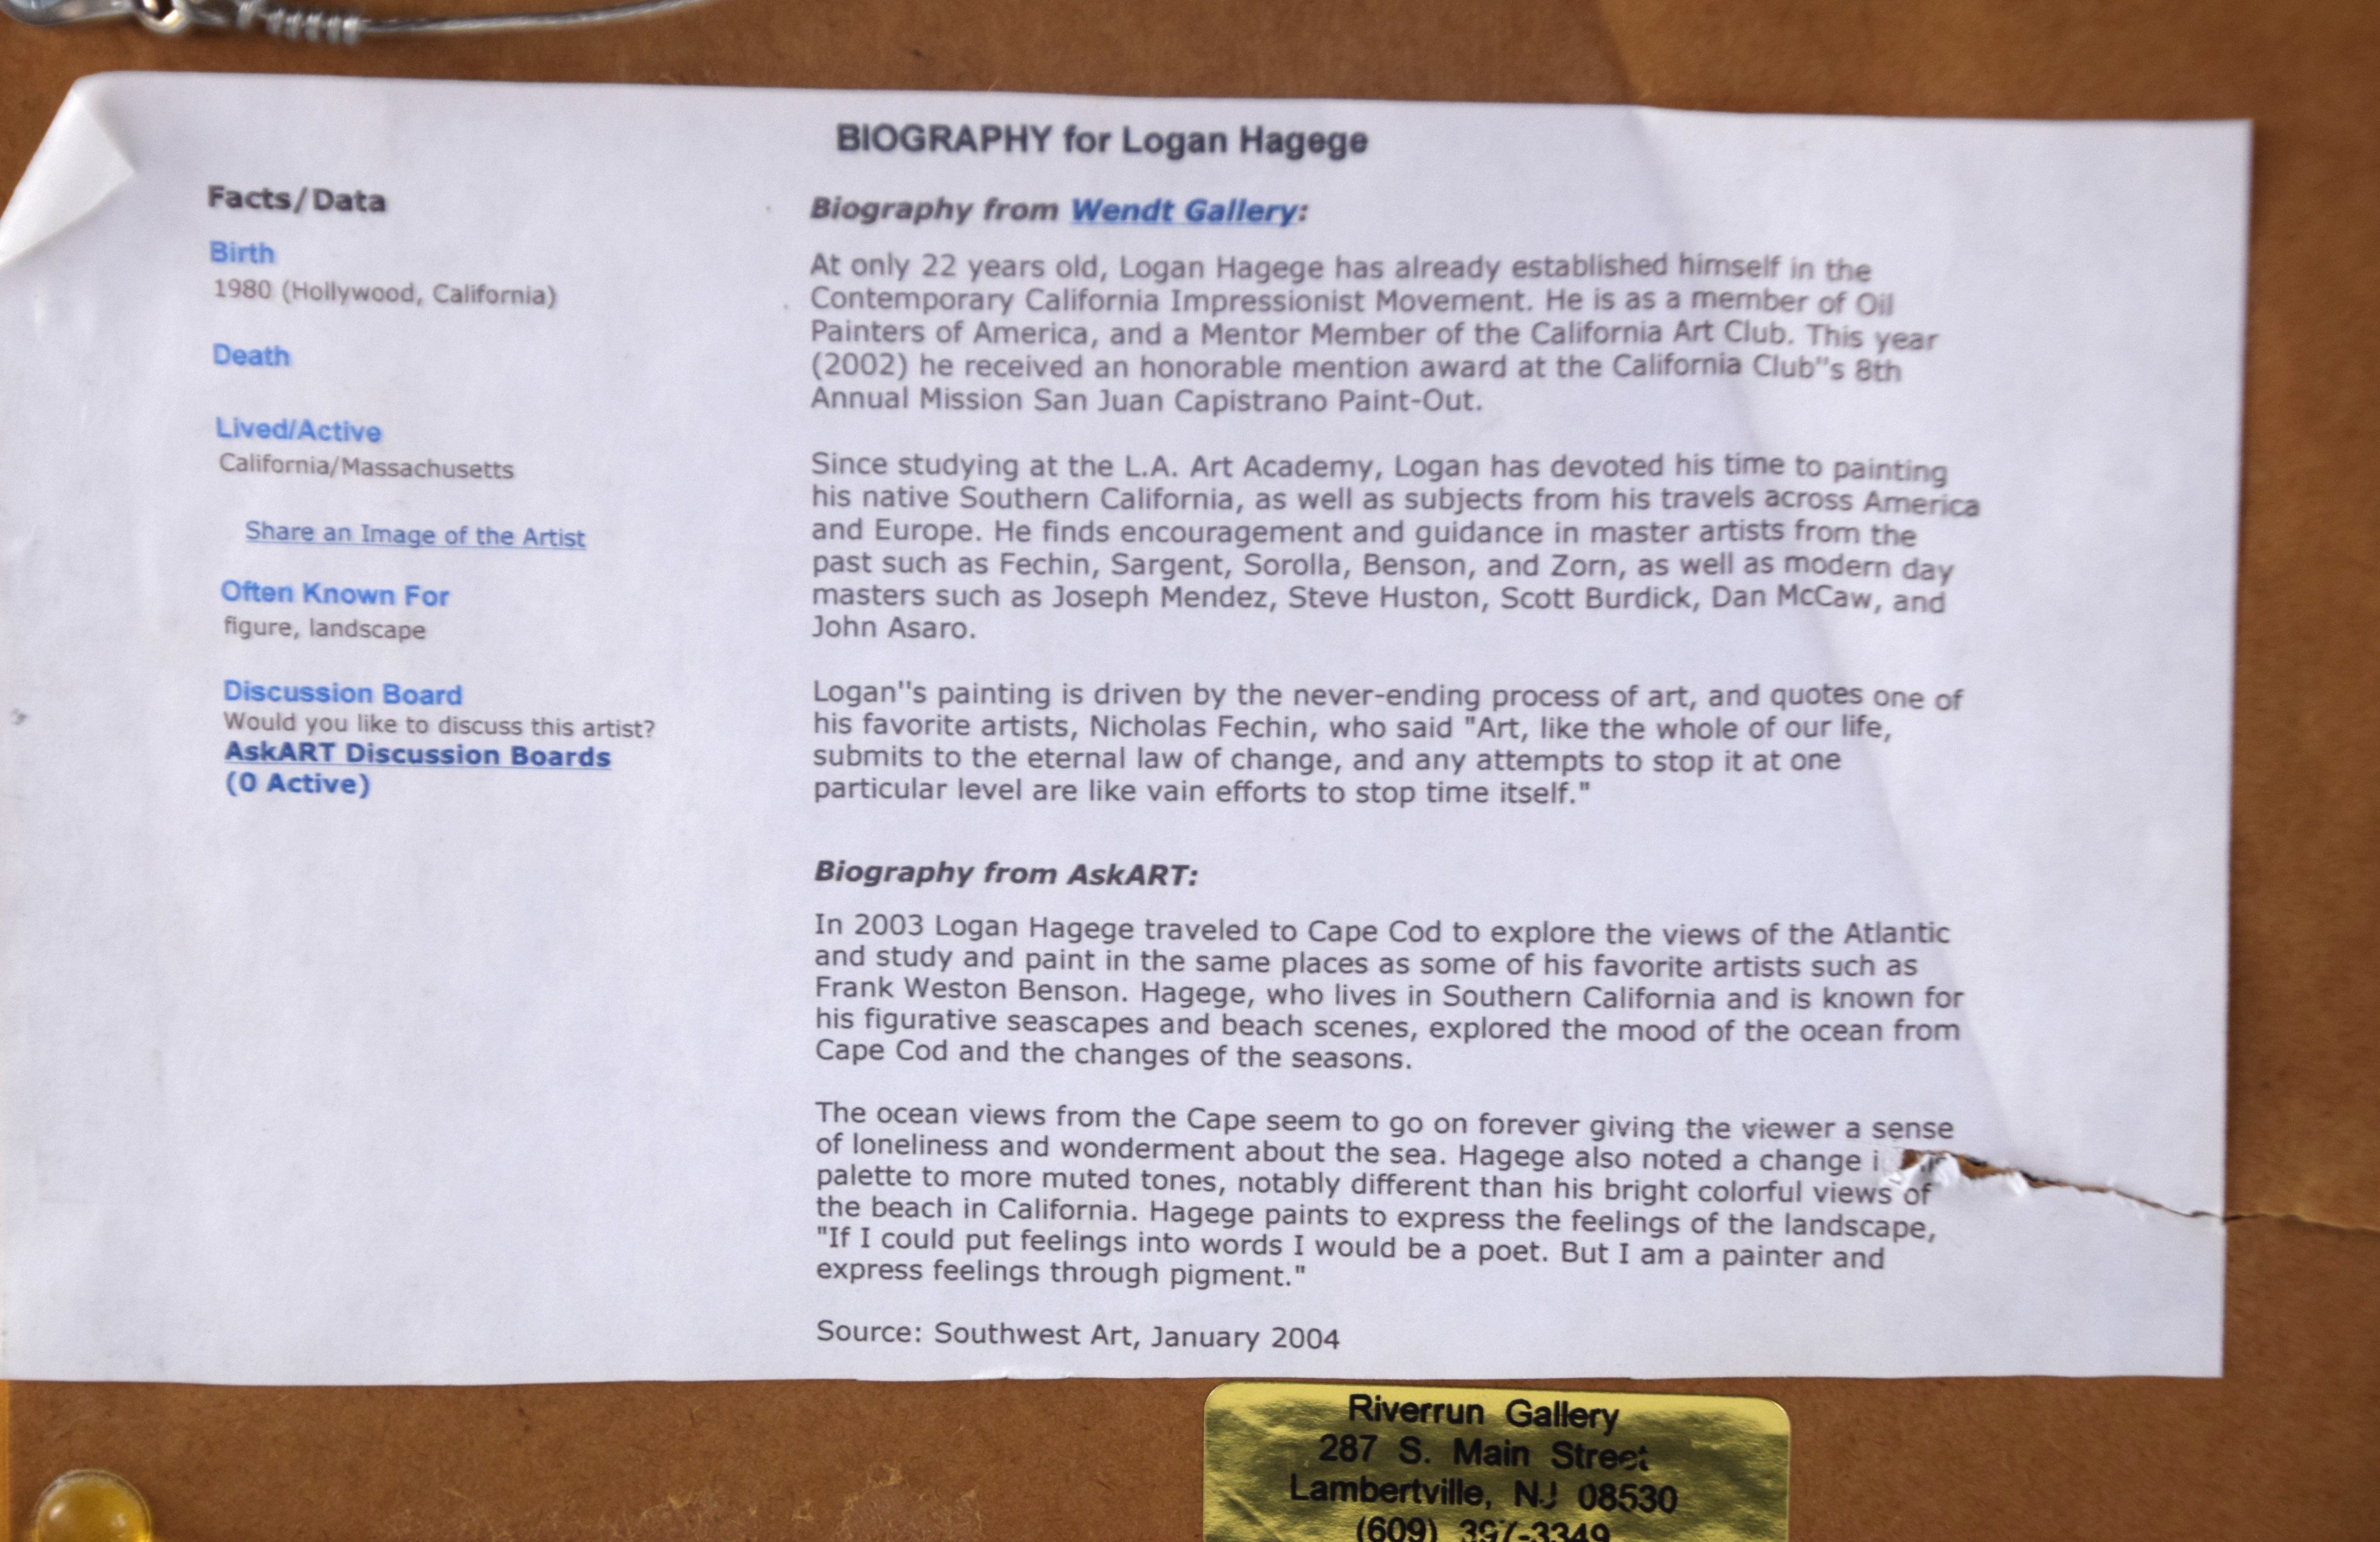 BIOGRAPHY for Logan Hagege
Facts/Data
Birth
1980 (Hollywood, California)
Death
Lived/Active
California/Massachusetts
Share an Image of the Artist
Often Known For
figure, landscape
Discussion Board
Would you like to discuss this artist?
AskART Discussion Boards
(0 Active)
Biography from Wendt Gallery:
At only 22 years old, Logan Hagege has already established himself in the
Contemporary California Impressionist Movement. He is as a member of Oil
Painters of America, and a Mentor Member of the California Art Club. This year
(2002) he received an honorable mention award at the California Club''s 8th
Annual Mission San Juan Capistrano Paint-Out.
Since studying at the L.A. Art Academy, Logan has devoted his time to painting
his native Southern California, as well as subjects from his travels across America
and Europe. He finds encouragement and guidance in master artists from the
past such as Fechin, Sargent, Sorolla, Benson, and Zorn, as well as modern day
masters such as Joseph Mendez, Steve Huston, Scott Burdick, Dan McCaw, and
John Asaro.
Logan''s painting is driven by the never-ending process of art, and quotes one of
his favorite artists, Nicholas Fechin, who said "Art, like the whole of our life,
submits to the eternal law of change, and any attempts to stop it at one
particular level are like vain efforts to stop time itself."
Biography from AskART:
In 2003 Logan Hagege traveled to Cape Cod to explore the views of the Atlantic
and study and paint in the same places as some of his favorite artists such as
Frank Weston Benson. Hagege, who lives in Southern California and is known for
his figurative seascapes and beach scenes, explored the mood of the ocean from
Cape Cod and the changes of the seasons.
The ocean views from the Cape seem to go on forever giving the viewer a sense
of loneliness and wonderment about the sea. Hagege also noted a change
palette to more muted tones, notably different than his bright colorful views of
the beach in California. Hagege paints to express the feelings of the landscape,
"If I could put feelings into words I would be a poet. But I am a painter and
express feelings through pigment."
Source: Southwest Art, January 2004
Riverrun Gallery
287 S. Main Street
Lambertville, NJ 08530
(609) 397-3349